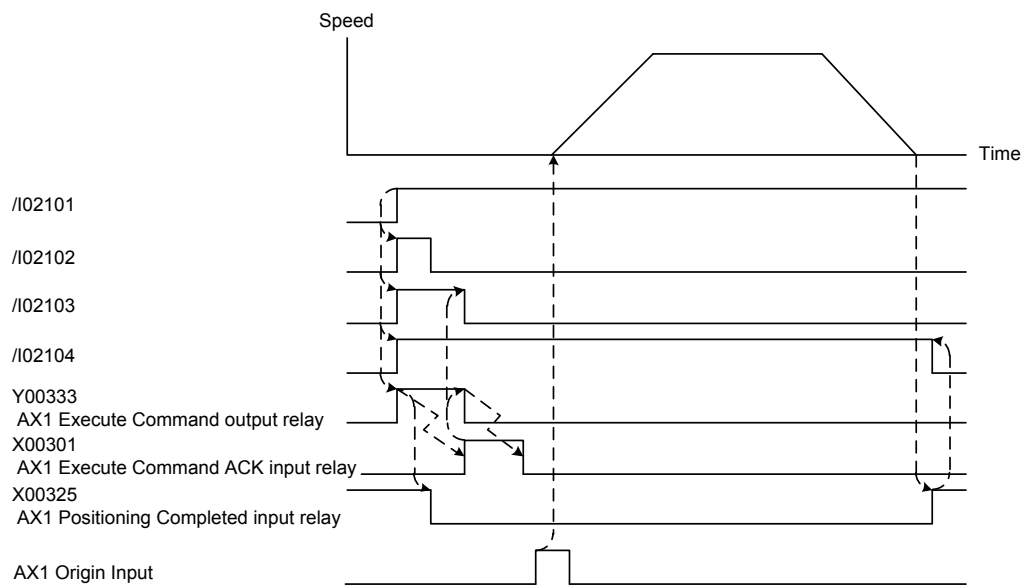 Speed
Time
/I02101
/I02102
/I02103
/I02104
Y00333
AX1 Execute Command output relay
X00301
AX1 Execute Command ACK input relay
X00325
AX1 Positioning Completed input relay
AX1 Origin Input